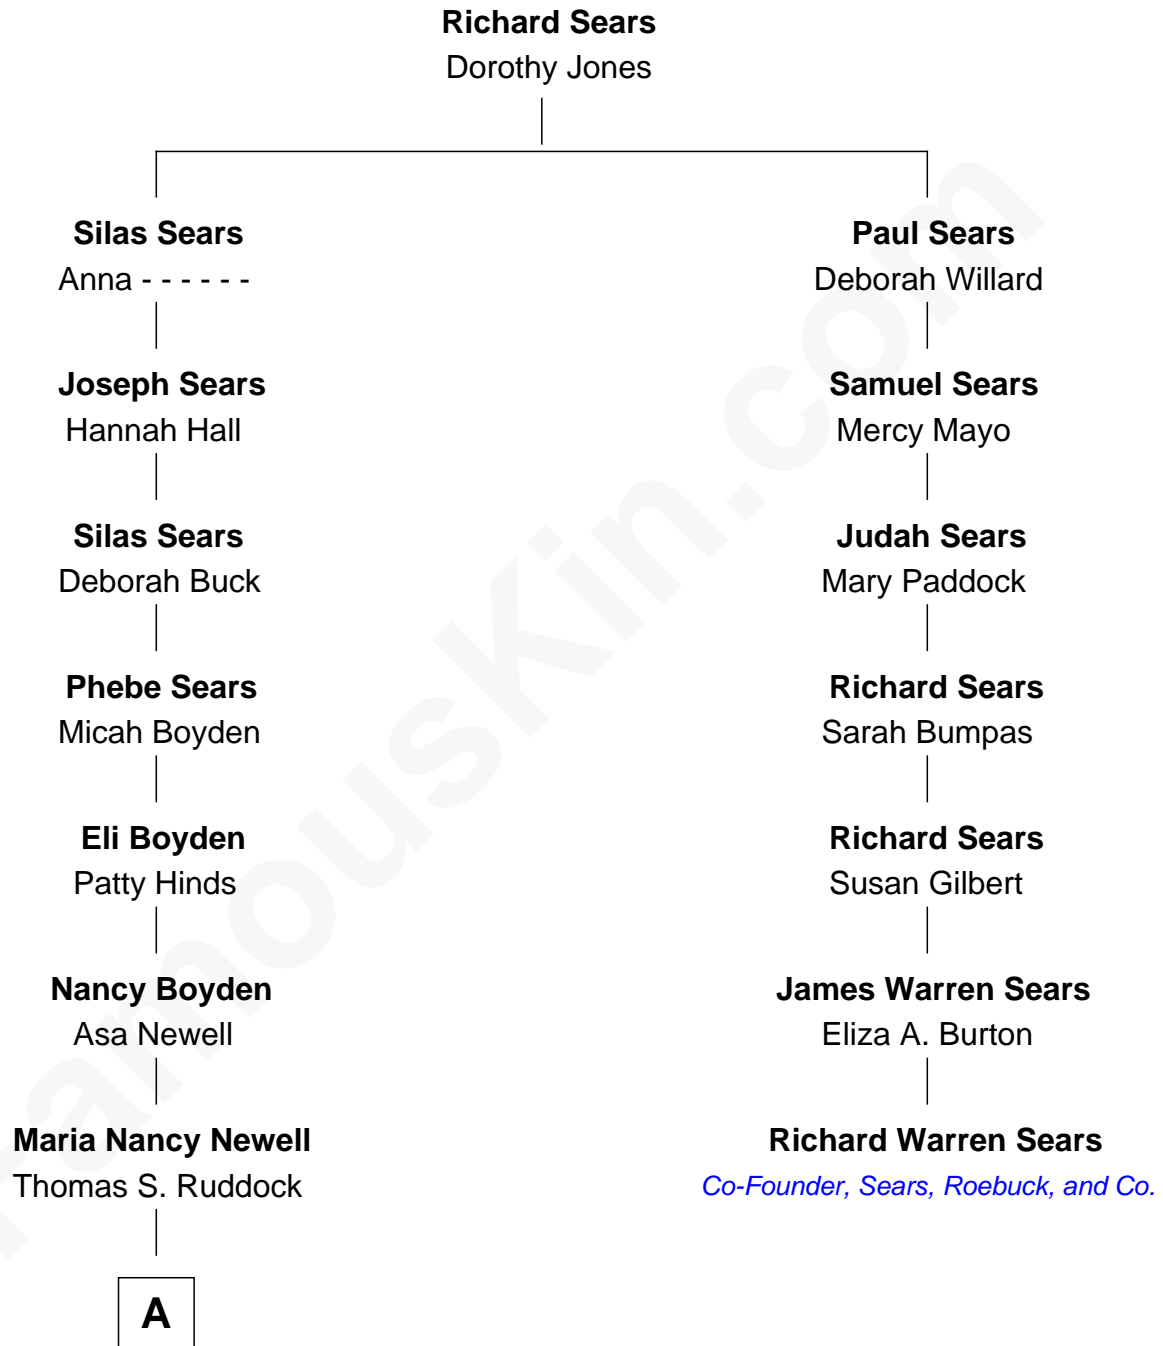 Richard Sears
Dorothy Jones
Silas Sears
Anna - - - - - -
Paul Sears
Deborah Willard
Joseph Sears
Hannah Hall
Samuel Sears
Mercy Mayo
Silas Sears
Deborah Buck
Judah Sears
Mary Paddock
Phebe Sears
Micah Boyden
Richard Sears
Sarah Bumpas
Eli Boyden
Patty Hinds
Richard Sears
Susan Gilbert
Nancy Boyden
Asa Newell
James Warren Sears
Eliza A. Burton
Maria Nancy Newell
Thomas S. Ruddock
Richard Warren Sears
Co-Founder, Sears, Roebuck, and Co.
A
FamousKin.com